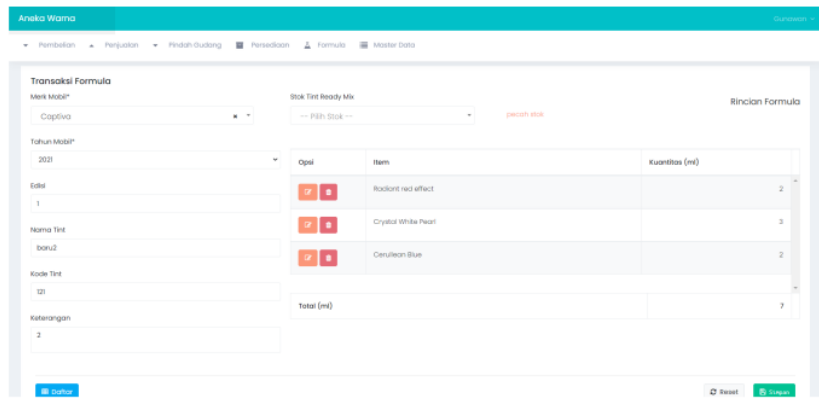 Aneka Warna
Gunawan
Pembelian Penjualan Pindah Gudang Persediaan Formula Master Data
Transaksi Formula
Merk Mobil*
Captiva
Stok Tint Ready Mix
-- Pilih Stok --
pecah stok
Rincian Formula
Tahun Mobil*
2021
Edisi
1
Nama Tint
baru2
Kode Tint
121
Keterangan
2
Opsi Item Kuantitas (ml)
Radiant red effect 2
Crystal White Pearl 3
Cerullean Blue 2
Total (ml) 7
Daftar
Reset
Simpan